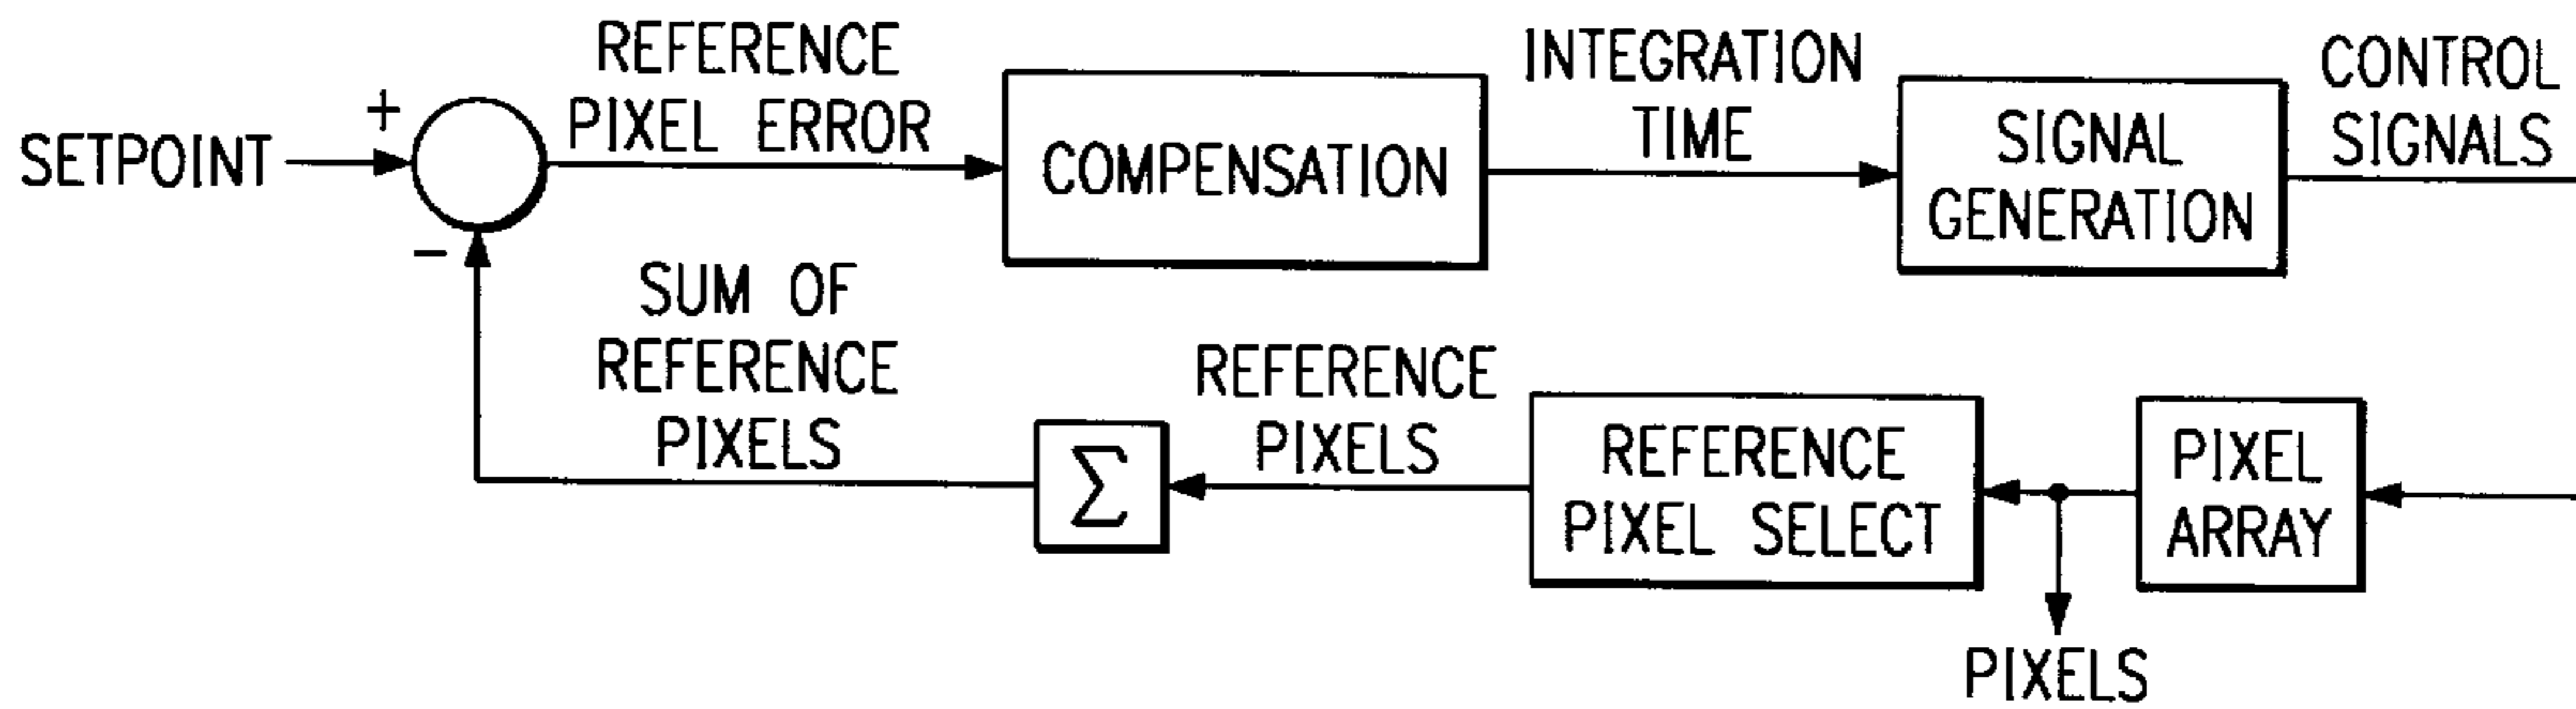 REFERENCE
PIXEL ERROR
INTEGRATION
TIME
CONTROL
SIGNALS
+
SETPOINT
COMPENSATION
SIGNAL
GENERATION
-
SUM OF
REFERENCE
PIXELS
REFERENCE
PIXELS
Σ
REFERENCE
PIXEL SELECT
PIXEL
ARRAY
PIXELS